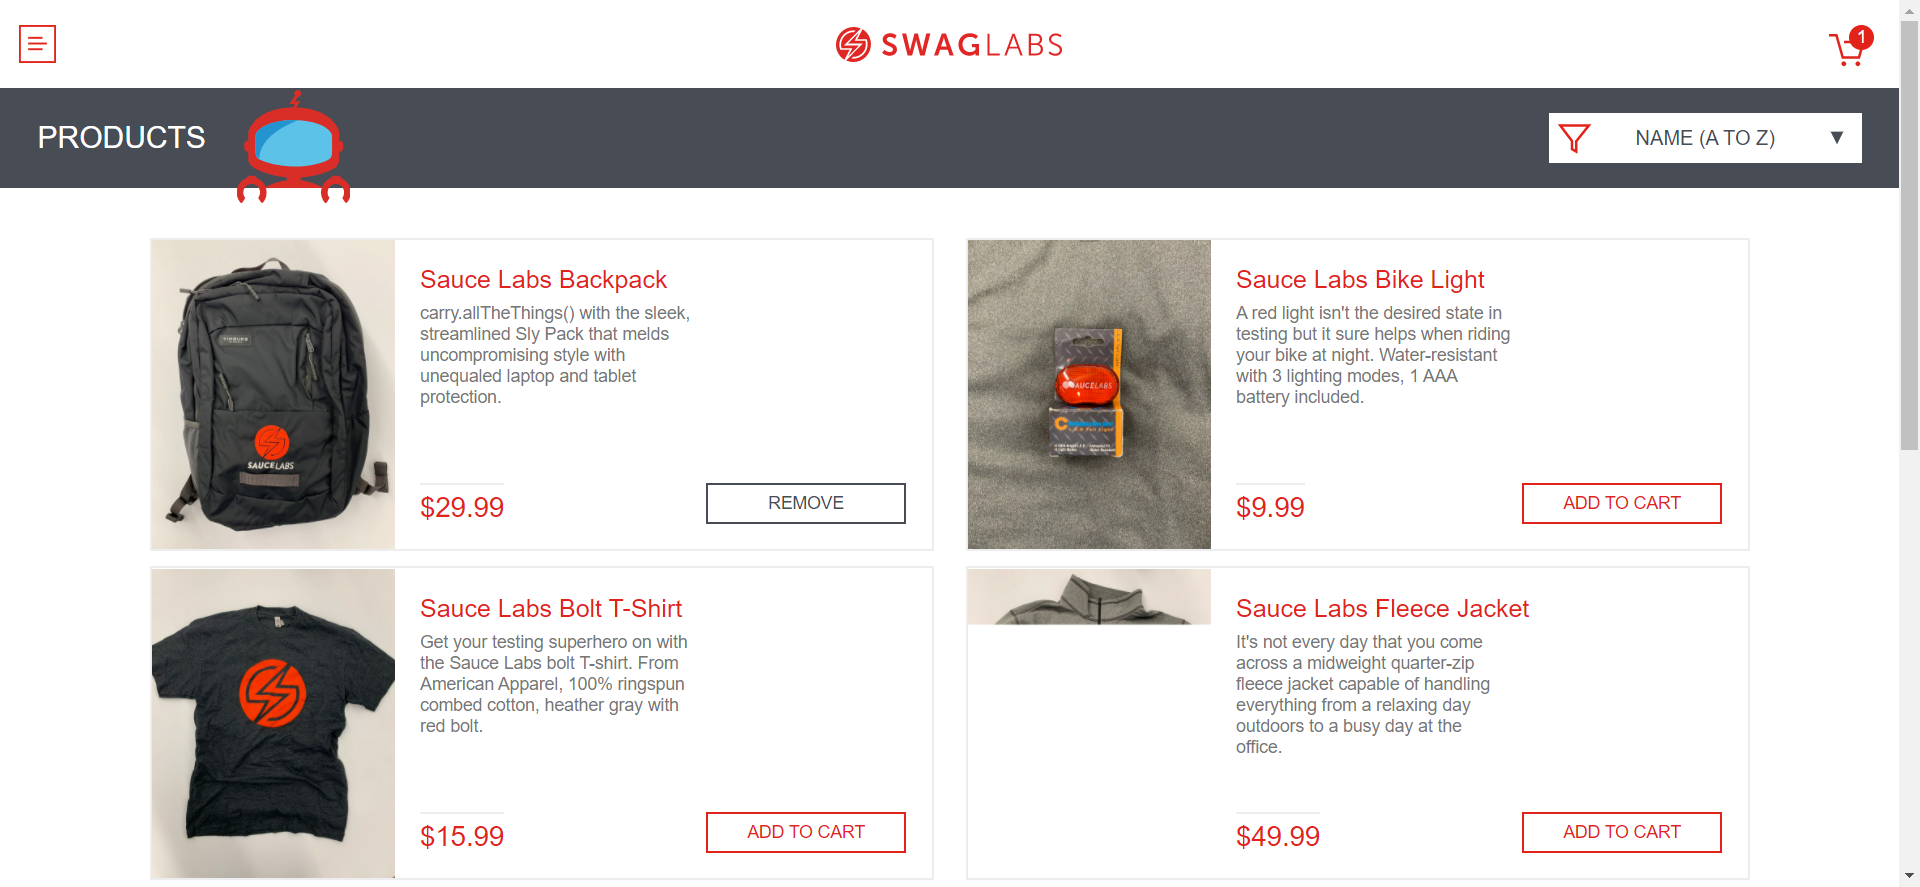 SWAGLABS
1
PRODUCTS
NAME (A TO Z)
Sauce Labs Backpack
carry.allTheThings() with the sleek,
streamlined Sly Pack that melds
uncompromising style with
unequaled laptop and tablet
protection.
$29.99
REMOVE
SAUCELABS
Sauce Labs Bike Light
A red light isn't the desired state in
testing but it sure helps when riding
your bike at night. Water-resistant
with 3 lighting modes, 1 AAA
battery included.
$9.99
ADD TO CART
SAUCELABS
Sauce Labs Bolt T-Shirt
Get your testing superhero on with
the Sauce Labs bolt T-shirt. From
American Apparel, 100% ringspun
combed cotton, heather gray with
red bolt.
$15.99
ADD TO CART
Sauce Labs Fleece Jacket
It's not every day that you come
across a midweight quarter-zip
fleece jacket capable of handling
everything from a relaxing day
outdoors to a busy day at the
office.
$49.99
ADD TO CART